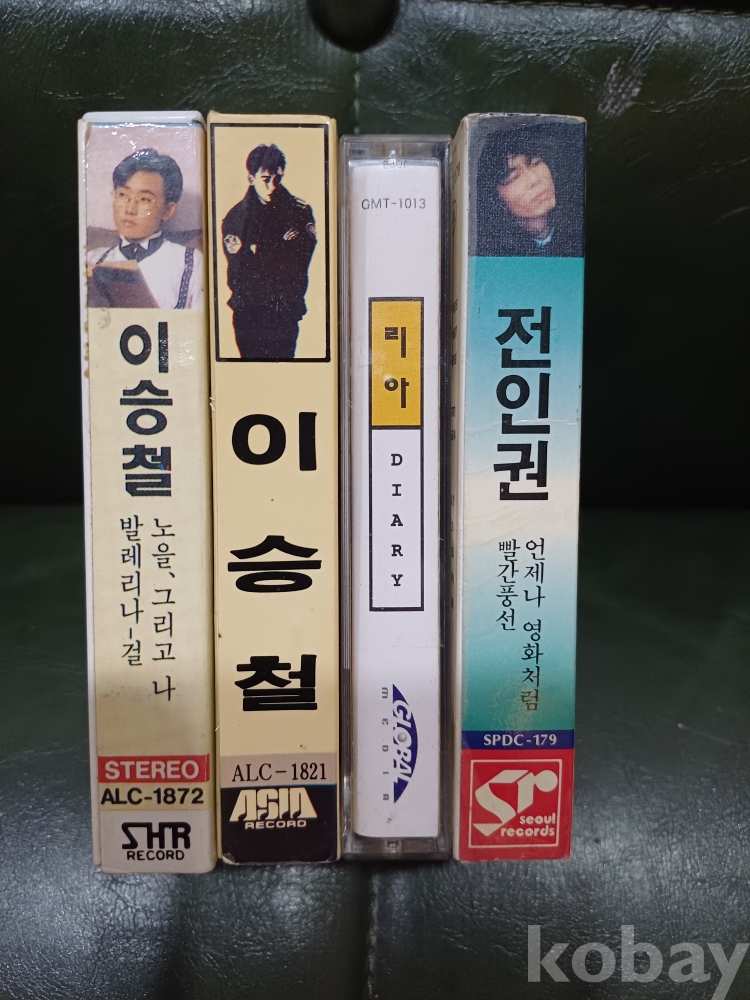 이승철
노을, 그리고 나
발레리나-걸
STEREO
ALC-1872
SHR
RECORD
이승철
ALC-1821
ASIA
RECORD
GMT-1013
리아
DIARY
GLOBAL
MEDIA
전인권
언제나 영화처럼
빨간풍선
SPDC-179
sr
seoul
records
kobay